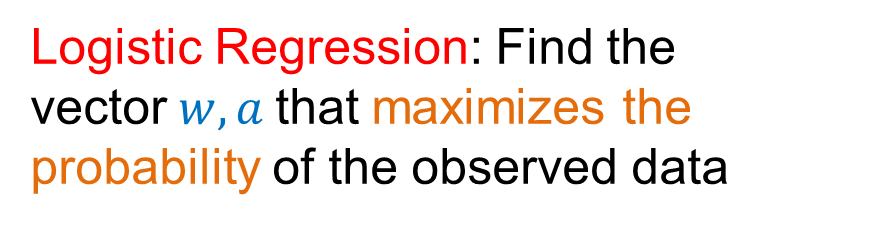 Logistic Regression: Find the
vector w, a that maximizes the
probability of the observed data